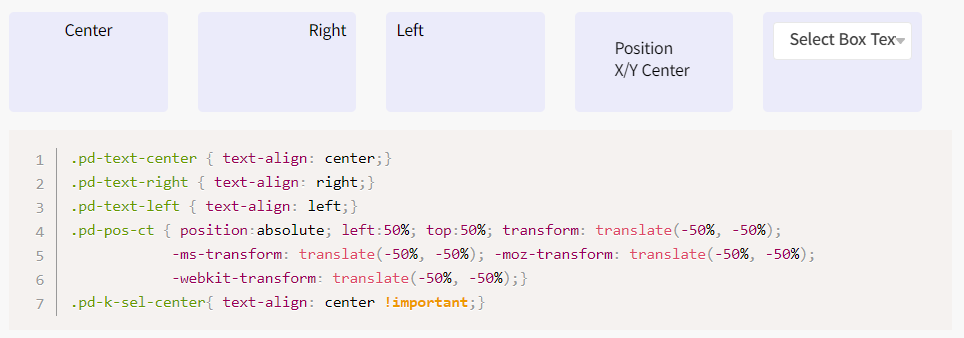 Center
Right
Left
Position
X/Y Center
Select Box Tex
1 .pd-text-center { text-align: center;}
2 .pd-text-right { text-align: right;}
3 .pd-text-left { text-align: left;}
4 .pd-pos-ct { position:absolute; left:50%; top:50%; transform: translate(-50%, -50%);
5 -ms-transform: translate(-50%, -50%); -moz-transform: translate(-50%, -50%);
6 -webkit-transform: translate(-50%, -50%);}
7 .pd-k-sel-center{ text-align: center !important;}